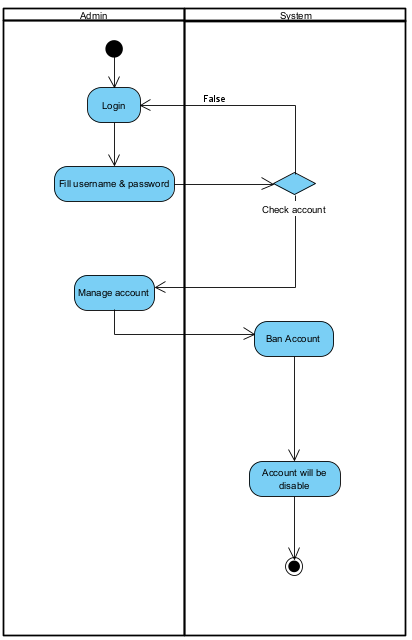 Admin
System
False
Login
Fill username & password
Check account
Manage account
Ban Account
Account will be
disable